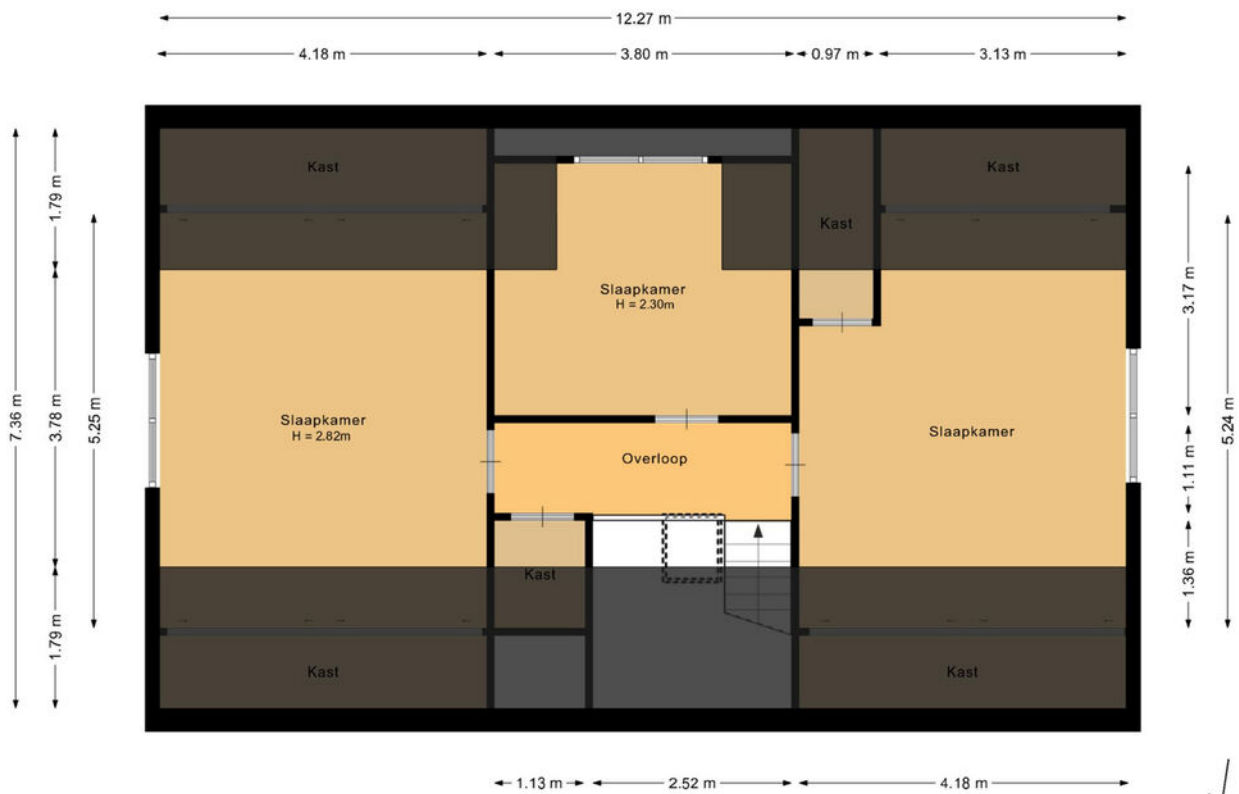 12.27 m
4.18 m
3.80 m
0.97 m
3.13 m
7.36 m
1.79 m
3.78 m
1.79 m
5.25 m
Kast
Kast
Kast
Slaapkamer
H = 2.30m
Slaapkamer
H = 2.82m
Slaapkamer
Overloop
Kast
Kast
Kast
3.17 m
1.11 m
1.36 m
5.24 m
1.13 m
2.52 m
4.18 m